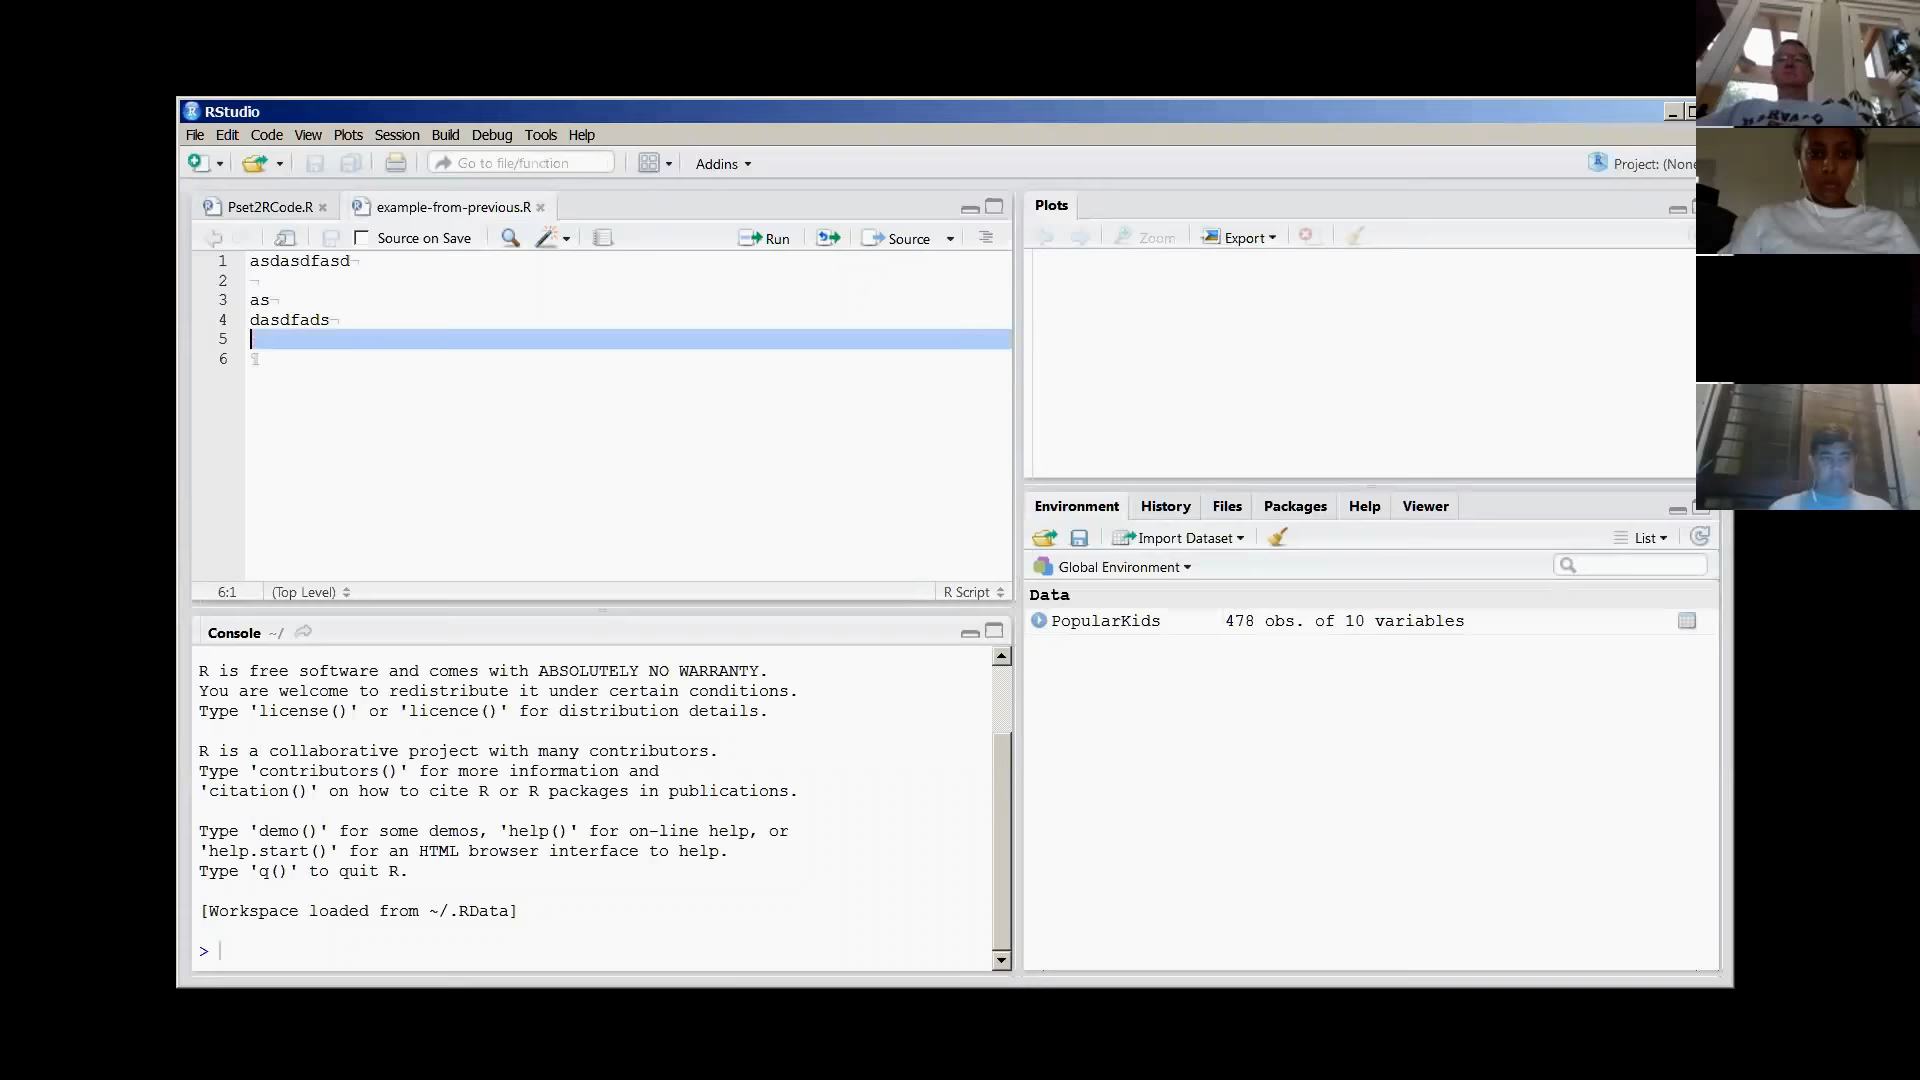 RStudio
File Edit Code View Plots Session Build Debug Tools Help
Go to file/function Addins Project: (None
Pset2RCode.R example-from-previous.R
Source on Save Run Source
1 asdasdfasd
2
3 as
4 dasdfads
5
6
6:1 (Top Level) R Script
Console ~/
R is free software and comes with ABSOLUTELY NO WARRANTY.
You are welcome to redistribute it under certain conditions.
Type 'license()' or 'licence()' for distribution details.
R is a collaborative project with many contributors.
Type 'contributors()' for more information and
'citation()' on how to cite R or R packages in publications.
Type 'demo()' for some demos, 'help()' for on-line help, or
'help.start()' for an HTML browser interface to help.
Type 'q()' to quit R.
[Workspace loaded from ~/.RData]
>
Plots
Zoom Export
Environment History Files Packages Help Viewer
Import Dataset List
Global Environment
Data
PopularKids 478 obs. of 10 variables